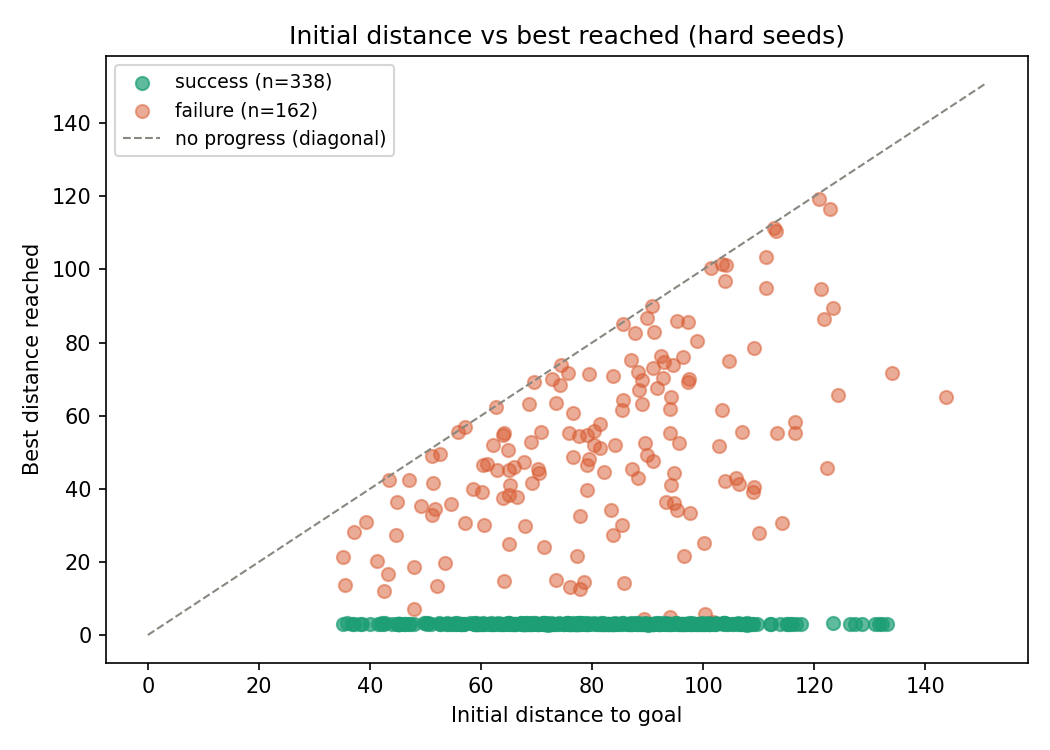 Initial distance vs best reached (hard seeds)
success (n=338)
failure (n=162)
no progress (diagonal)
Best distance reached
140
120
100
80
60
40
20
0
0 20 40 60 80 100 120 140
Initial distance to goal